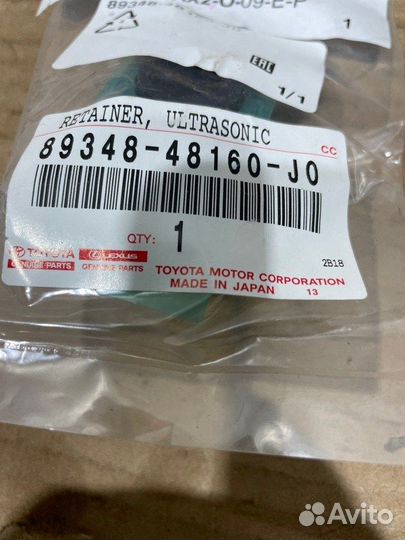 1
EAC
1/1
RETAINER, ULTRASONIC
CC
89348-48160-J0
QTY: 1
TOYOTA
GENUINE PARTS
LEXUS
GENUINE PARTS
2B18
TOYOTA MOTOR CORPORATION
MADE IN JAPAN 13
Avito